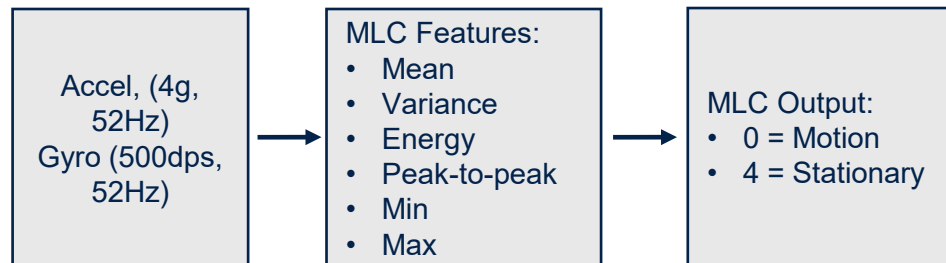 Accel, (4g,
52Hz)
Gyro (500dps,
52Hz)
MLC Features:
• Mean
• Variance
• Energy
• Peak-to-peak
• Min
• Max
MLC Output:
• 0 = Motion
• 4 = Stationary